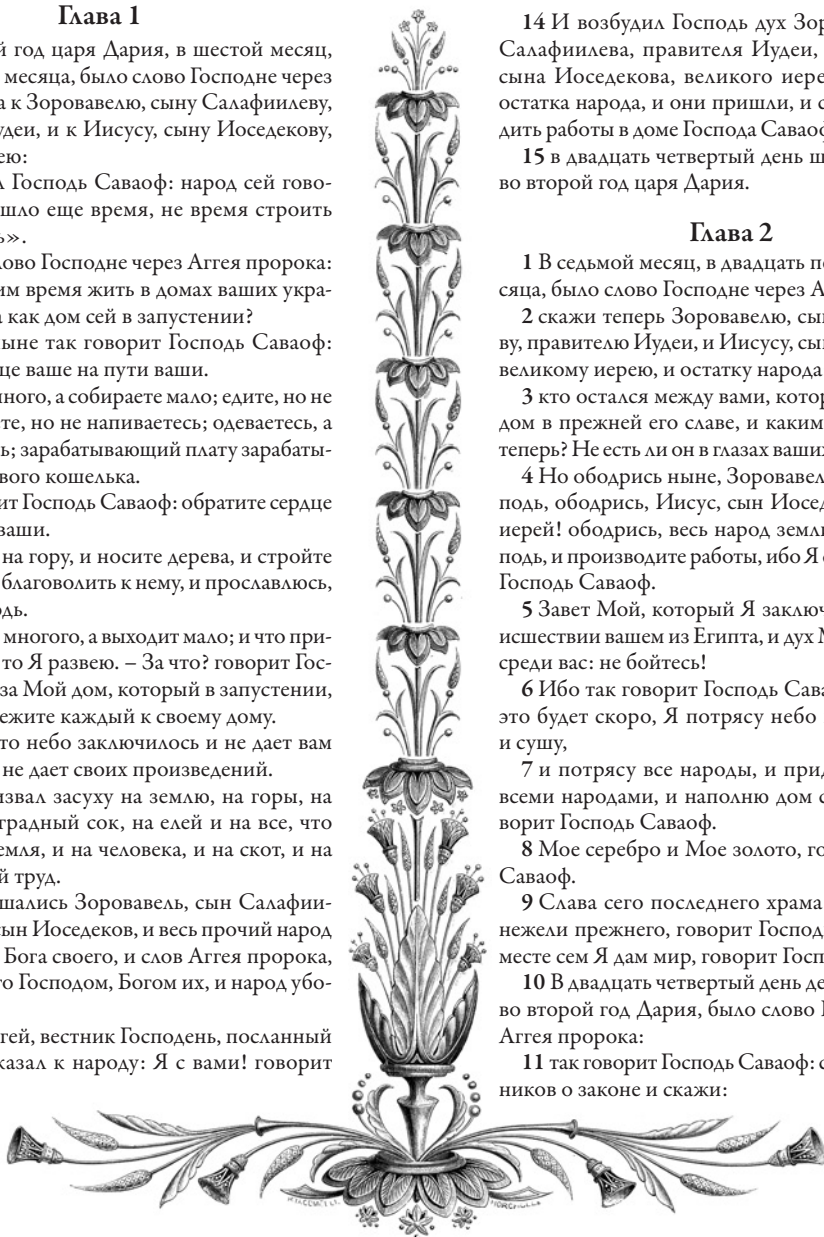 Глава 1
й год царя Дария, в шестой месяц,
месяца, было слово Господне через
а к Зоровавелю, сыну Салафиилеву,
удеи, и к Иисусу, сыну Иоседекову,
ею:
л Господь Саваоф: народ сей гово-
шло еще время, не время строить
ь».
лово Господне через Аггея пророка:
им время жить в домах ваших укра-
а как дом сей в запустении?
ыне так говорит Господь Саваоф:
це ваше на пути ваши.
много, а собираете мало; едите, но не
те, но не напиваетесь; одеваетесь, а
ь; зарабатывающий плату зарабаты-
вого кошелька.
ит Господь Саваоф: обратите сердце
ваши.
на гору, и носите дерева, и стройте
благоволить к нему, и прославлюсь,
одь.
многого, а выходит мало; и что при-
то Я развею. – За что? говорит Гос-
за Мой дом, который в запустении,
ежите каждый к своему дому.
то небо заключилось и не дает вам
не дает своих произведений.
извал засуху на землю, на горы, на
градный сок, на елей и на все, что
емля, и на человека, и на скот, и на
й труд.
шались Зоровавель, сын Салафии-
сын Иоседеков, и весь прочий народ
Бога своего, и слов Аггея пророка,
го Господом, Богом их, и народ убо-
ггей, вестник Господень, посланный
казал к народу: Я с вами! говорит
14 И возбудил Господь дух Зор
Салафиилева, правителя Иудеи,
сына Иоседекова, великого иере
остатка народа, и они пришли, и с
дить работы в доме Господа Саваоф
15 в двадцать четвертый день ш
во второй год царя Дария.
Глава 2
1 В седьмой месяц, в двадцать пе
сяца, было слово Господне через А
2 скажи теперь Зоровавелю, сын
ву, правителю Иудеи, и Иисусу, сын
великому иерею, и остатку народа
3 кто остался между вами, котор
дом в прежней его славе, и каким
теперь? Не есть ли он в глазах ваших
4 Но ободрись ныне, Зоровавел
подь, ободрись, Иисус, сын Иосед
иерей! ободрись, весь народ земли
подь, и производите работы, ибо Я с
Господь Саваоф.
5 Завет Мой, который Я заключ
исшествии вашем из Египта, и дух М
среди вас: не бойтесь!
6 Ибо так говорит Господь Сава
это будет скоро, Я потрясу небо
и сушу,
7 и потрясу все народы, и прид
всеми народами, и наполню дом с
ворит Господь Саваоф.
8 Мое серебро и Мое золото, го
Саваоф.
9 Слава сего последнего храма
нежели прежнего, говорит Господ
месте сем Я дам мир, говорит Госп
10 В двадцать четвертый день де
во второй год Дария, было слово Г
Аггея пророка:
11 так говорит Господь Саваоф: с
ников о законе и скажи: